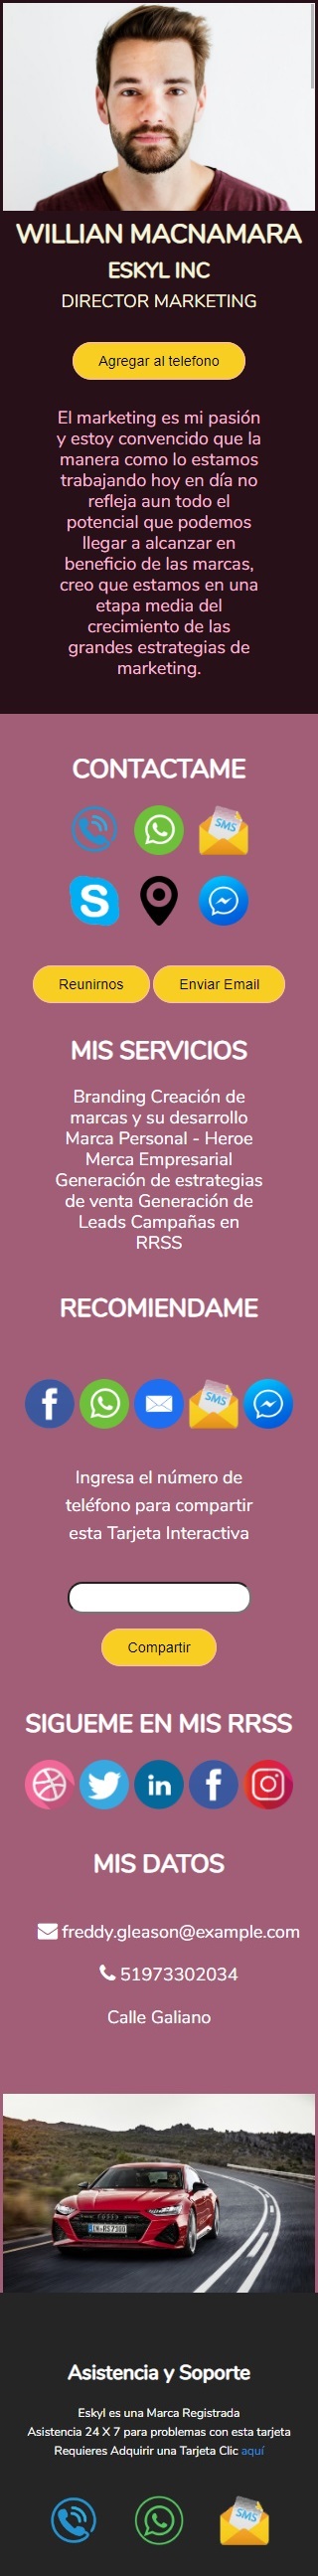 WILLIAN MACNAMARA
ESKYL INC
DIRECTOR MARKETING
Agregar al telefono
El marketing es mi pasión
y estoy convencido que la
manera como lo estamos
trabajando hoy en día no
refleja aun todo el
potencial que podemos
llegar a alcanzar en
beneficio de las marcas,
creo que estamos en una
etapa media del
crecimiento de las
grandes estrategias de
marketing.
CONTACTAME
SMS
Reunirnos Enviar Email
MIS SERVICIOS
Branding Creación de
marcas y su desarrollo
Marca Personal - Heroe
Merca Empresarial
Generación de estrategias
de venta Generación de
Leads Campañas en
RRSS
RECOMIENDAME
SMS
Ingresa el número de
teléfono para compartir
esta Tarjeta Interactiva
Compartir
SIGUEME EN MIS RRSS
in
MIS DATOS
freddy.gleason@example.com
51973302034
Calle Galiano
Asistencia y Soporte
Eskyl es una Marca Registrada
Asistencia 24 X 7 para problemas con esta tarjeta
Requieres Adquirir una Tarjeta Clic aquí
SMS